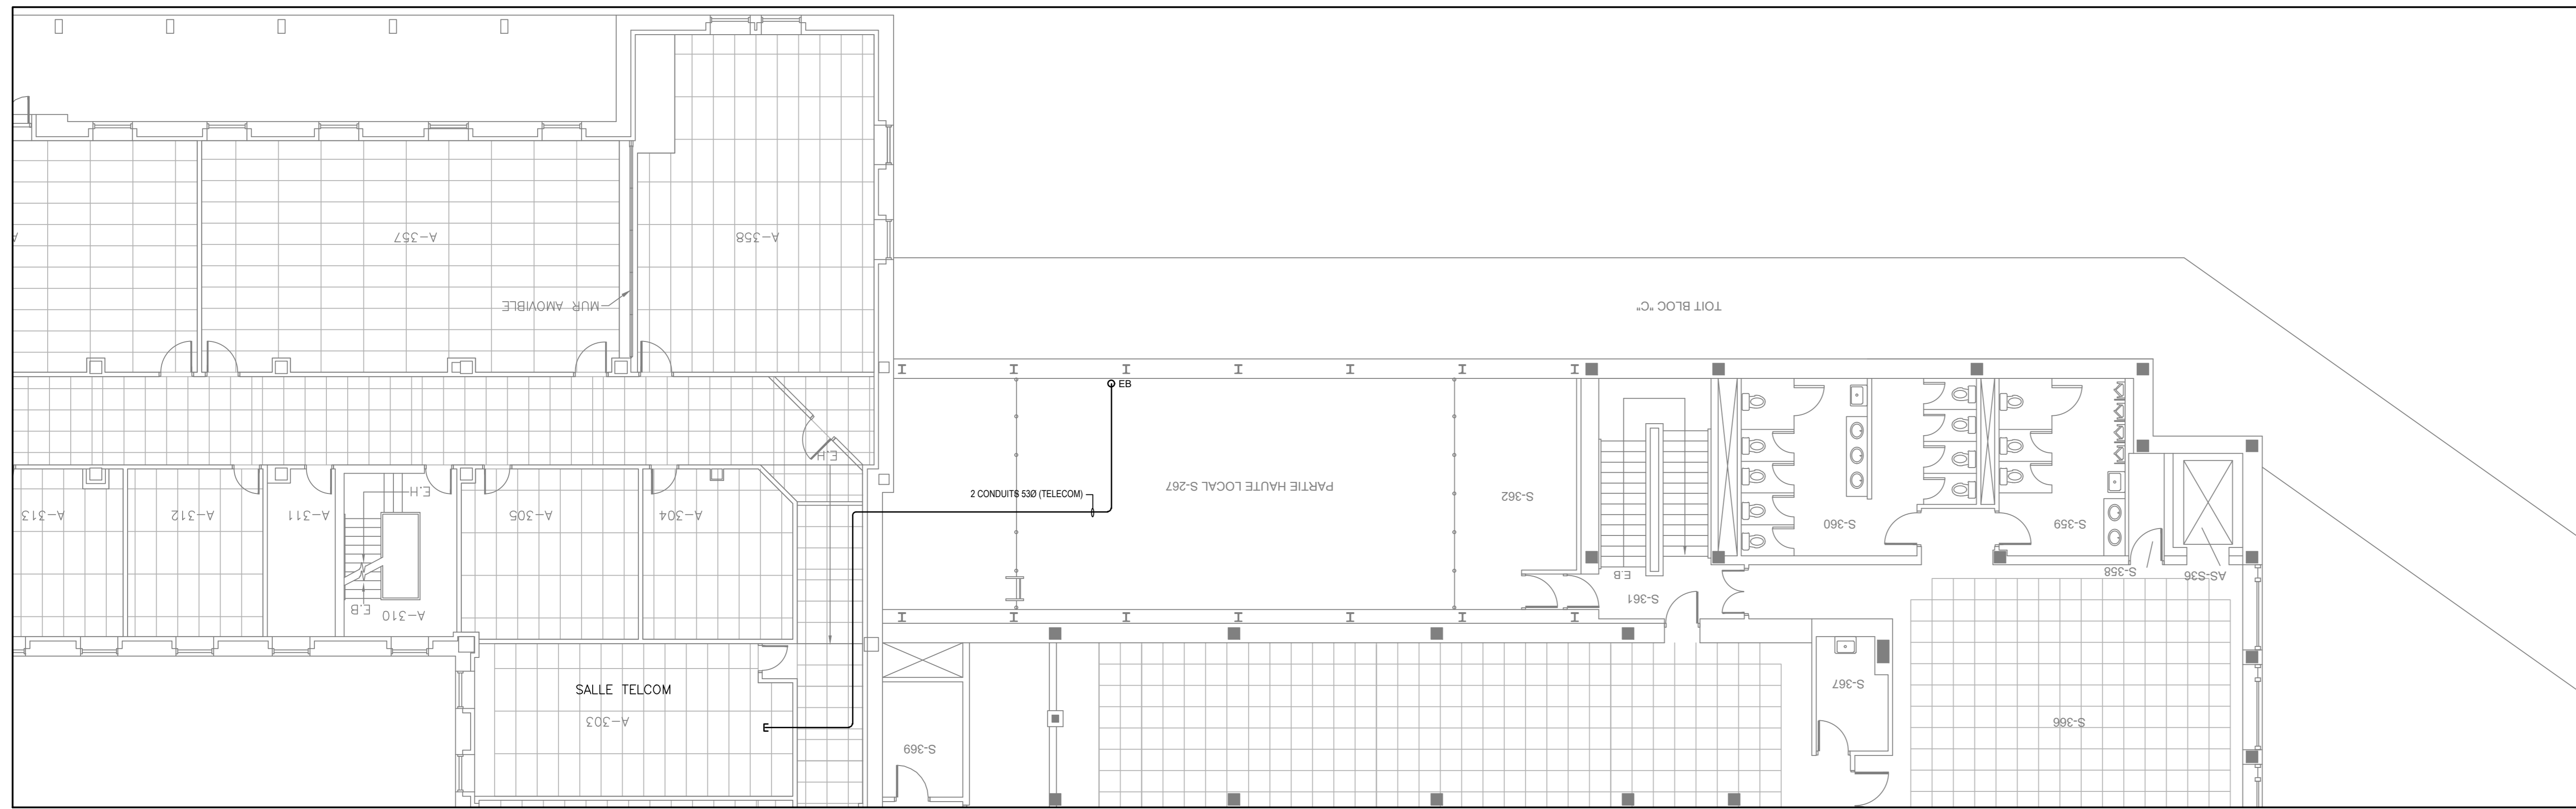 A-357
A-358
MUR AMOVIBLE
TOIT BLOC "C"
EB
E.H
2 CONDUITS 53Ø (TELECOM)
PARTIE HAUTE LOCAL S-267
S-362
E.H
A-313
A-312
A-311
A-305
A-304
S-360
S-359
E.B
S-358
AS-S36
E.B
A-310
S-361
SALLE TELCOM
A-303
S-367
S-366
S-369